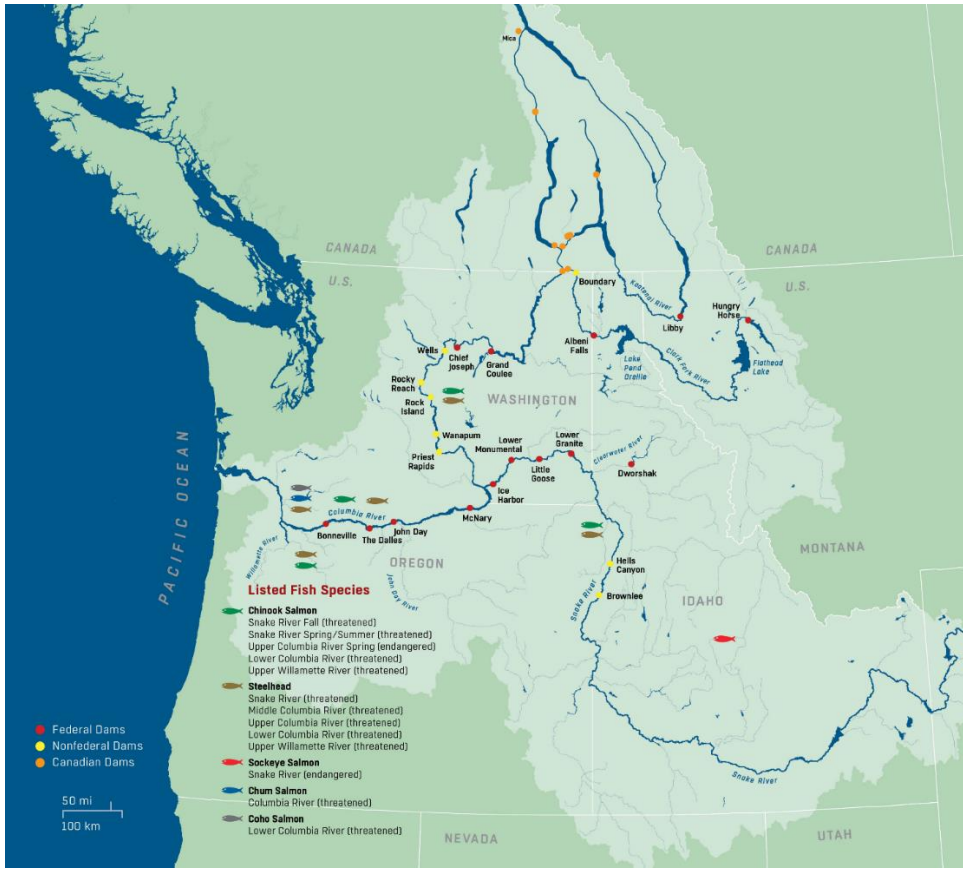 Mica
CANADA
U.S.
CANADA
U.S.
Boundary
Kootenai River
Libby
Hungry
Horse
Albeni
Falls
Lake
Pend
Oreille
Clark Fork River
Flathead
Lake
Wells
Chief
Joseph
Grand
Coulee
Rocky
Reach
Rock
Island
WASHINGTON
Wanapum
Priest
Rapids
Lower
Monumental
Lower
Granite
Little
Goose
Clearwater River
Dworshak
Ice
Harbor
McNary
Columbia River
Bonneville
The Dalles
John Day
PACIFIC OCEAN
Willamette River
OREGON
John Day River
MONTANA
Hells
Canyon
Brownlee
Snake River
IDAHO
Snake River
NEVADA
UTAH
Listed Fish Species
Chinook Salmon
Snake River Fall (threatened)
Snake River Spring/Summer (threatened)
Upper Columbia River Spring (endangered)
Lower Columbia River (threatened)
Upper Willamette River (threatened)
Steelhead
Snake River (threatened)
Middle Columbia River (threatened)
Upper Columbia River (threatened)
Lower Columbia River (threatened)
Upper Willamette River (threatened)
Sockeye Salmon
Snake River (endangered)
Chum Salmon
Columbia River (threatened)
Coho Salmon
Lower Columbia River (threatened)
Federal Dams
Nonfederal Dams
Canadian Dams
50 mi
100 km